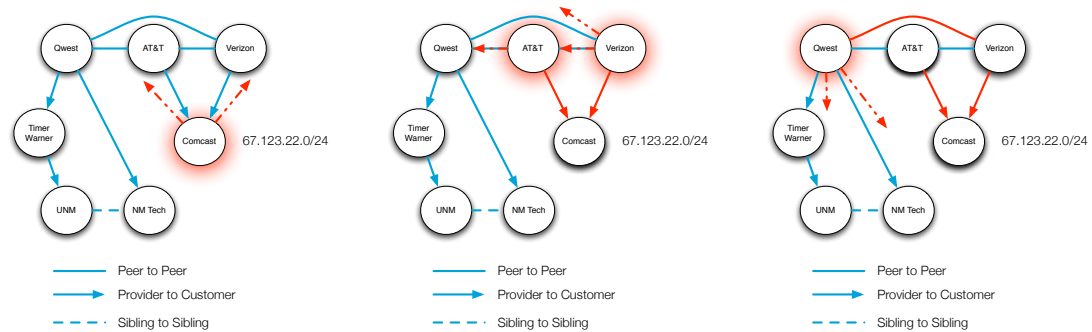 Qwest
AT&T
Verizon
Timer
Warner
Comcast
67.123.22.0/24
UNM
NM Tech
Peer to Peer
Provider to Customer
Sibling to Sibling
Qwest
AT&T
Verizon
Timer
Warner
Comcast
67.123.22.0/24
UNM
NM Tech
Peer to Peer
Provider to Customer
Sibling to Sibling
Qwest
AT&T
Verizon
Timer
Warner
Comcast
67.123.22.0/24
UNM
NM Tech
Peer to Peer
Provider to Customer
Sibling to Sibling